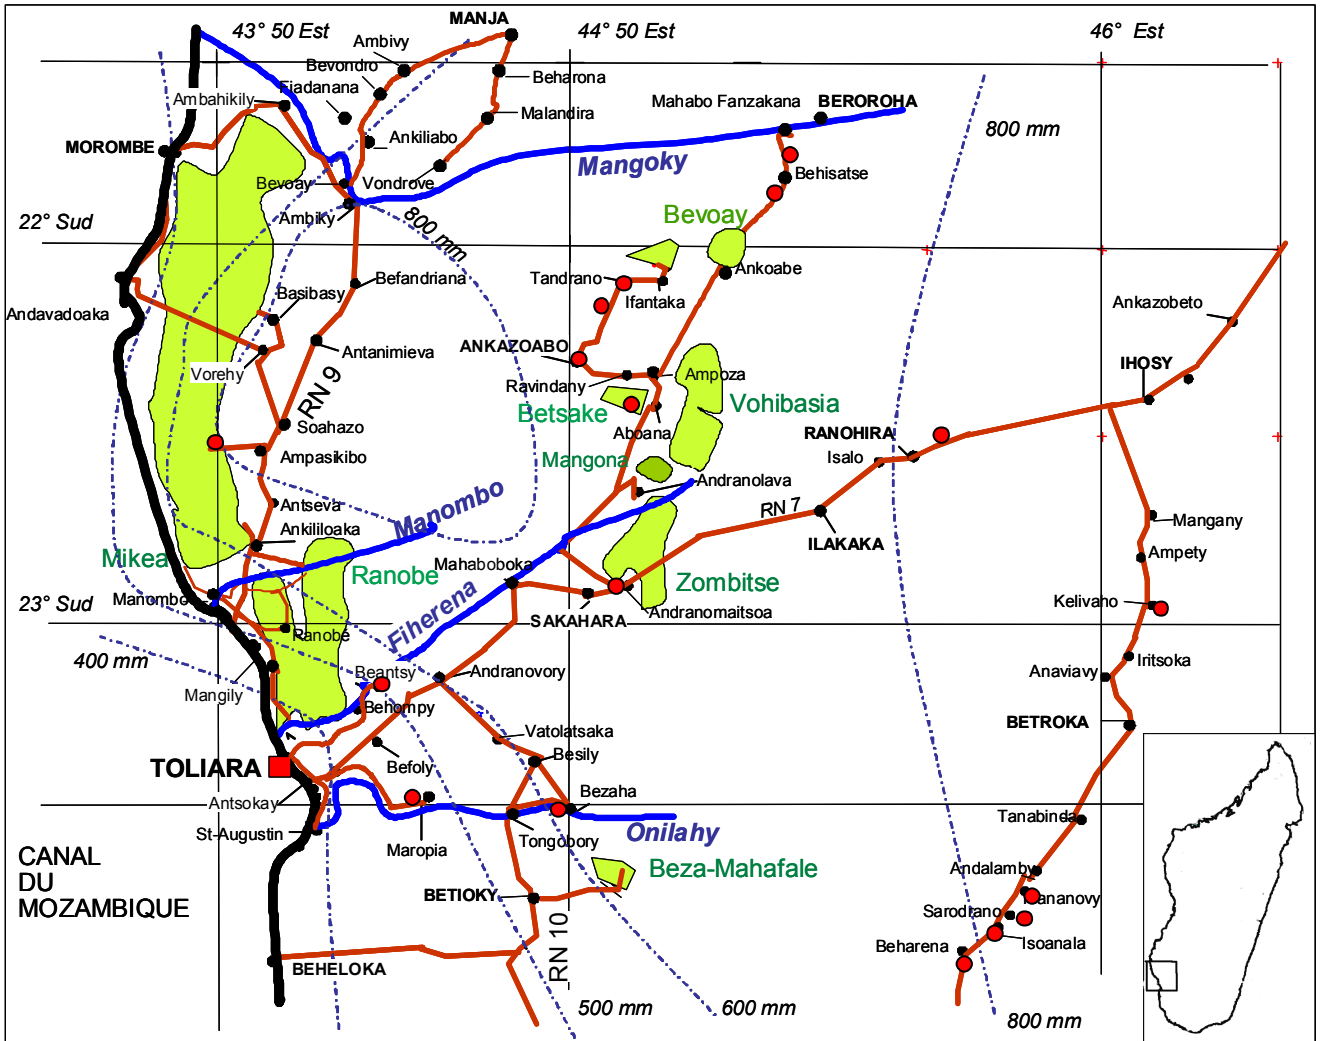 MANJA
43° 50 Est
44° 50 Est
46° Est
Ambivy
Bevondro
Beharona
Fiadanana
Ambahikily
Mahabo Fanzakana
BEROROHA
Malandira
800 mm
Ankiliabo
MOROMBE
Mangoky
Behisatse
Bevoay
Vondrove
Ambiky
800 mm
Bevoay
22° Sud
Ankoabe
Befandriana
Tandrano
Basibasy
Ifantaka
Ankazobeto
Andavadoaka
ANKAZOABO
Antanimieva
IHOSY
Vorehy
Ravindany
Ampoza
RN 9
Betsake
Vohibasia
Soahazo
Aboana
RANOHIRA
Ampasikibo
Mangona
Isalo
Andranolava
Manombo
Antseva
RN 7
Mangany
Ankililoaka
ILAKAKA
Ampety
Mikea
Mahaboboka
Ranobe
Zombitse
Manombo
Kelivaho
23° Sud
Fiherena
SAKAHARA
Andranomaitsoa
Ranobe
400 mm
Iritsoka
Beantsy
Andranovory
Anaviavy
Mangily
Behompy
BETROKA
Vatolatsaka
Besily
TOLIARA
Befoly
Bezaha
Antsokay
Tanabinda
St-Augustin
Onilahy
Maropia
Tongobory
CANAL
DU
MOZAMBIQUE
Beza-Mahafale
Andalamby
BETIOKY
Sarodrano
Isoanala
Beharena
RN 10
BEHELOKA
500 mm
600 mm
800 mm